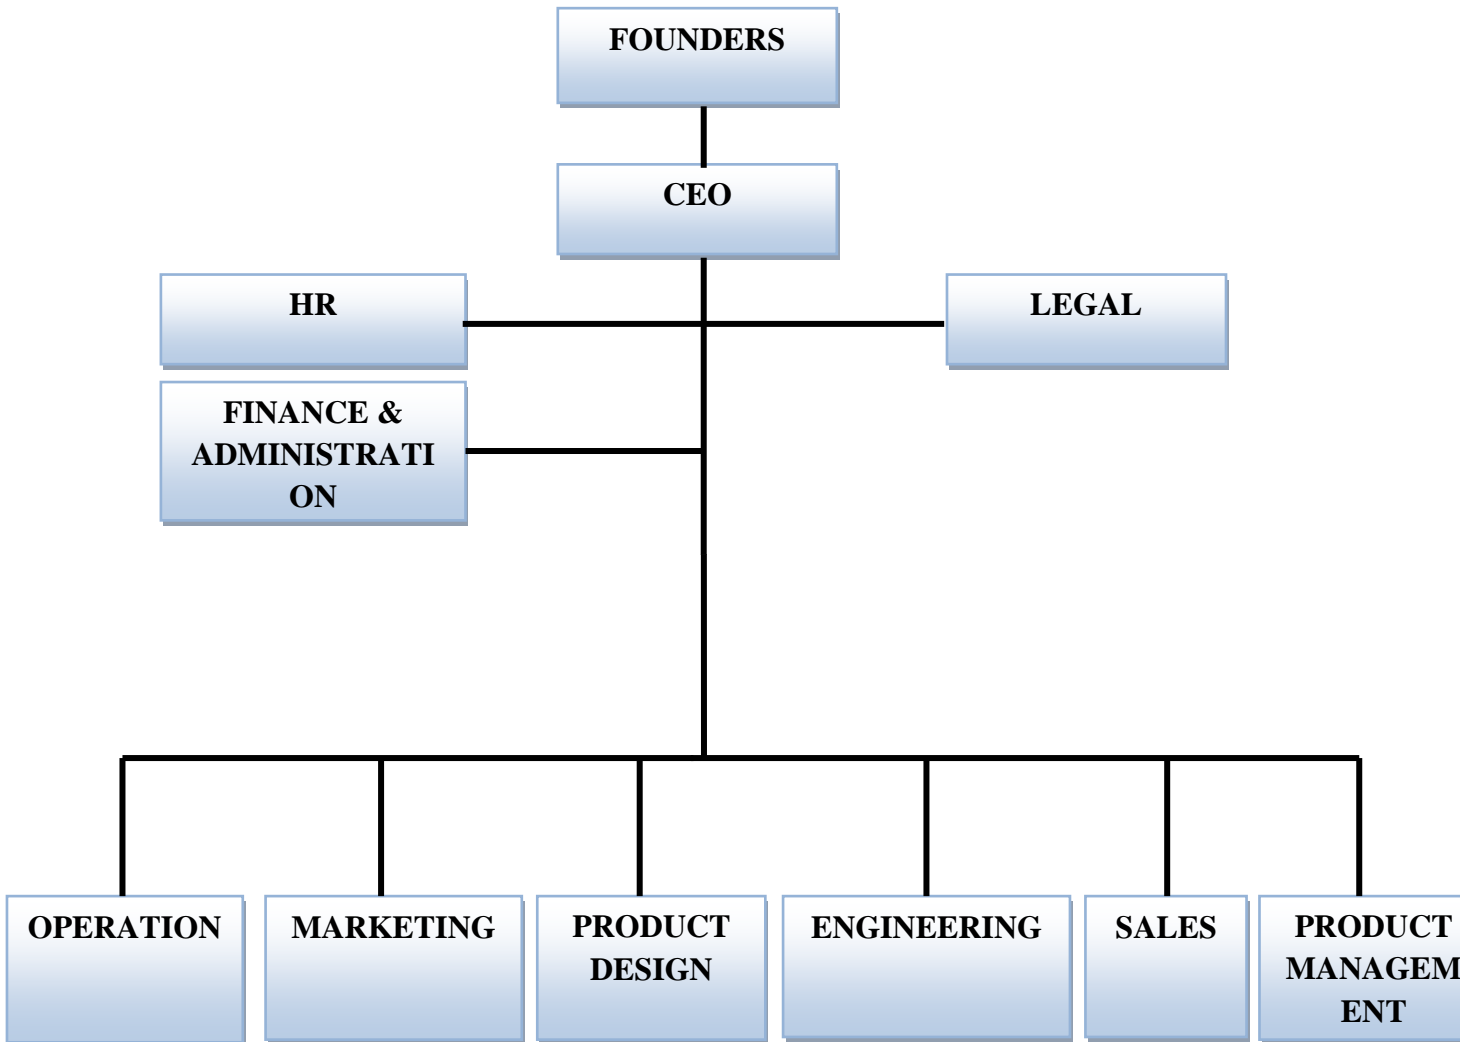 FOUNDERS
CEO
HR
LEGAL
FINANCE &
ADMINISTRATI
ON
OPERATION
MARKETING
PRODUCT
DESIGN
ENGINEERING
SALES
PRODUCT
MANAGEM
ENT